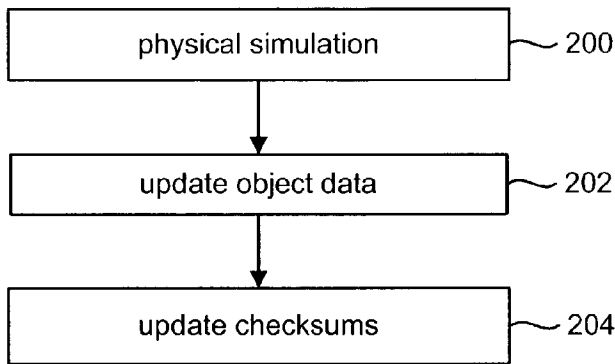 physical simulation 200
update object data 202
update checksums 204